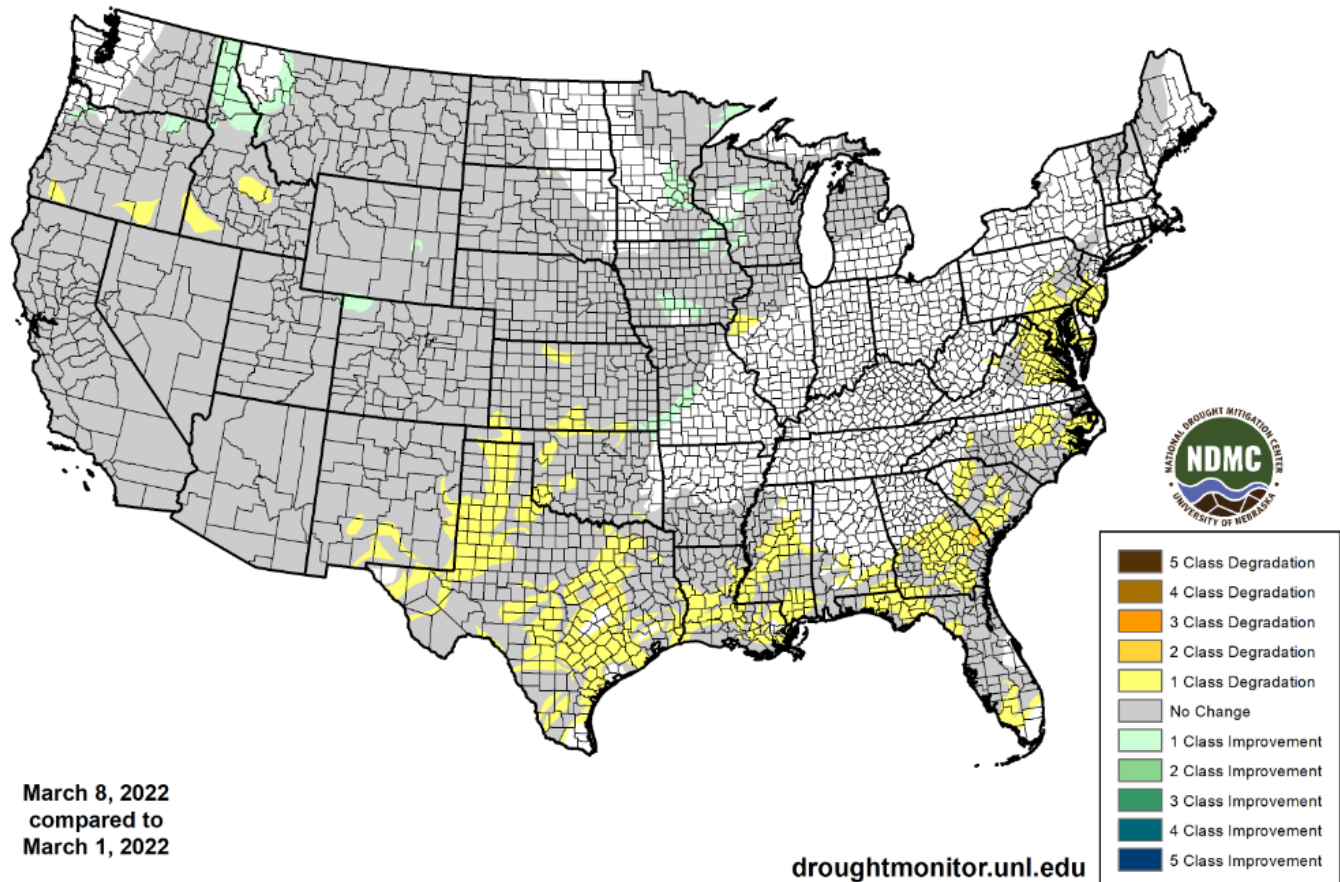 NATIONAL DROUGHT MITIGATION CENTER
NDMC
UNIVERSITY OF NEBRASKA
5 Class Degradation
4 Class Degradation
3 Class Degradation
2 Class Degradation
1 Class Degradation
No Change
1 Class Improvement
2 Class Improvement
3 Class Improvement
4 Class Improvement
5 Class Improvement
March 8, 2022
compared to
March 1, 2022
droughtmonitor.unl.edu